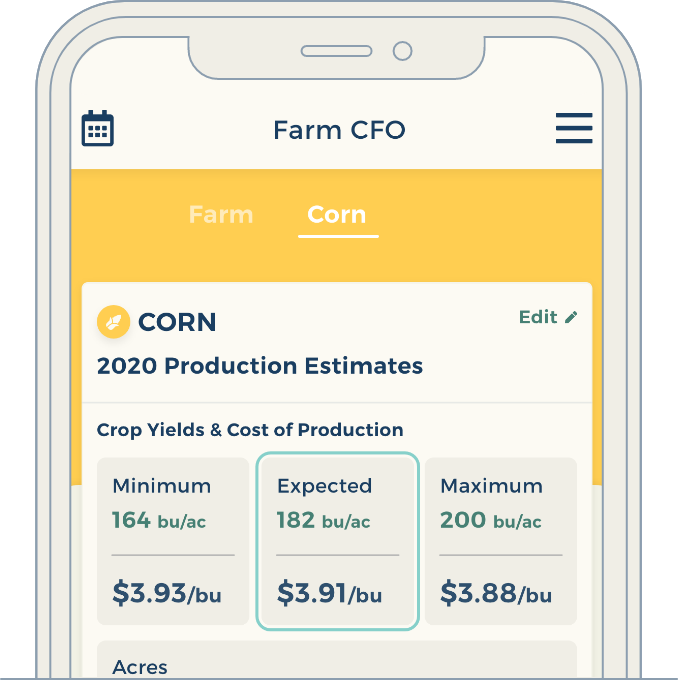 Farm CFO
Farm Corn
CORN Edit
2020 Production Estimates
Crop Yields & Cost of Production
Minimum Expected Maximum
164 bu/ac 182 bu/ac 200 bu/ac
$3.93/bu $3.91/bu $3.88/bu
Acres